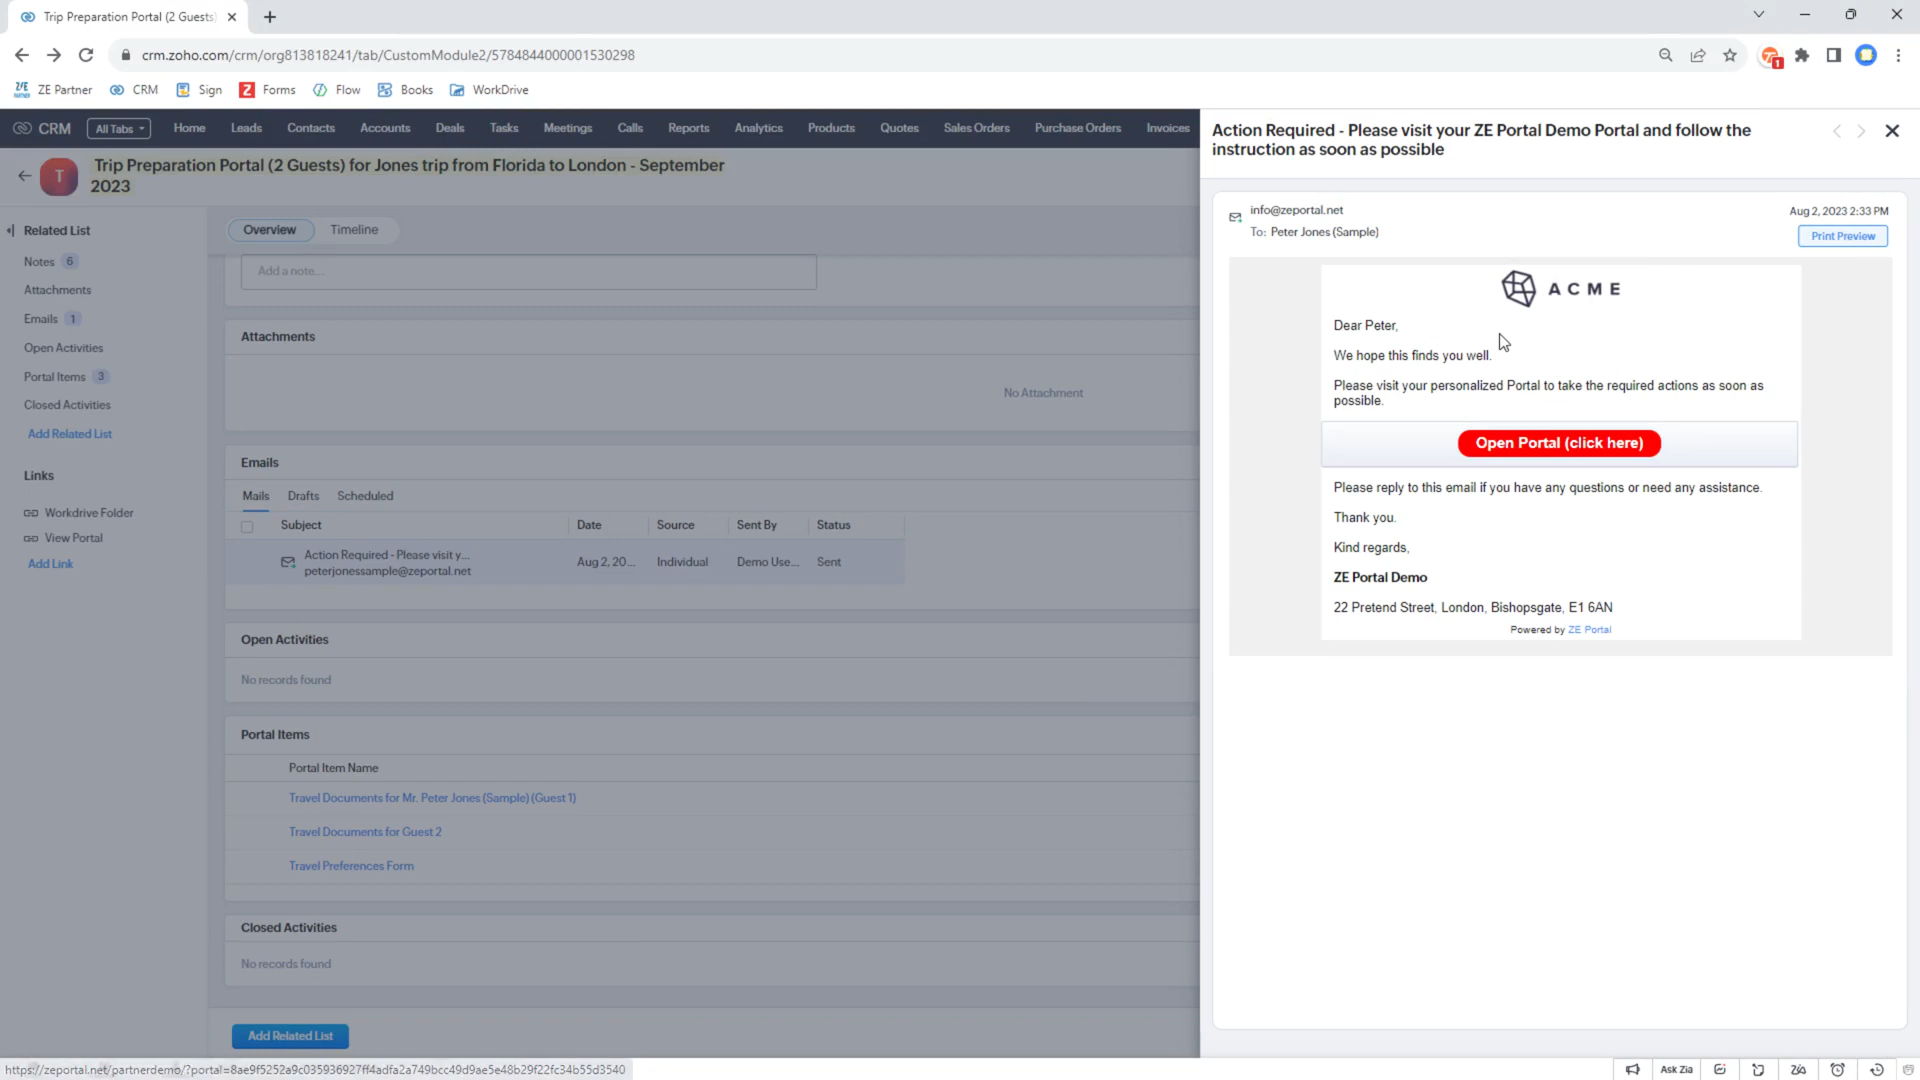 Trip Preparation Portal (2 Guests)
crm.zoho.com/crm/org813818241/tab/CustomModule2/5784844000001530298
1
ZE PARTNER ZE Partner CRM Sign Z Forms Flow Books WorkDrive
CRM All Tabs Home Leads Contacts Accounts Deals Tasks Meetings Calls Reports Analytics Products Quotes Sales Orders Purchase Orders Invoices
T
Trip Preparation Portal (2 Guests) for Jones trip from Florida to London - September
2023
Related List
Notes 6
Attachments
Emails 1
Open Activities
Portal Items 3
Closed Activities
Add Related List
Links
Workdrive Folder
View Portal
Add Link
Overview Timeline
Add a note...
Attachments
No Attachment
Emails
Mails Drafts Scheduled
Subject Date Source Sent By Status
Action Required - Please visit y...
peterjonessample@zeportal.net
Aug 2, 20... Individual Demo Use... Sent
Open Activities
No records found
Portal Items
Portal Item Name
Travel Documents for Mr. Peter Jones (Sample) (Guest 1)
Travel Documents for Guest 2
Travel Preferences Form
Closed Activities
No records found
Add Related List
Action Required - Please visit your ZE Portal Demo Portal and follow the
instruction as soon as possible
info@zeportal.net
To: Peter Jones (Sample)
Aug 2, 2023 2:33 PM
Print Preview
ACME
Dear Peter,
We hope this finds you well.
Please visit your personalized Portal to take the required actions as soon as
possible.
Open Portal (click here)
Please reply to this email if you have any questions or need any assistance.
Thank you.
Kind regards,
ZE Portal Demo
22 Pretend Street, London, Bishopsgate, E1 6AN
Powered by ZE Portal
https://zeportal.net/partnerdemo/?portal=8ae9f5252a9c035936927ff4adfa2a749bcc49d9ae5e48b29f22fc34b55d3540
Ask Zia